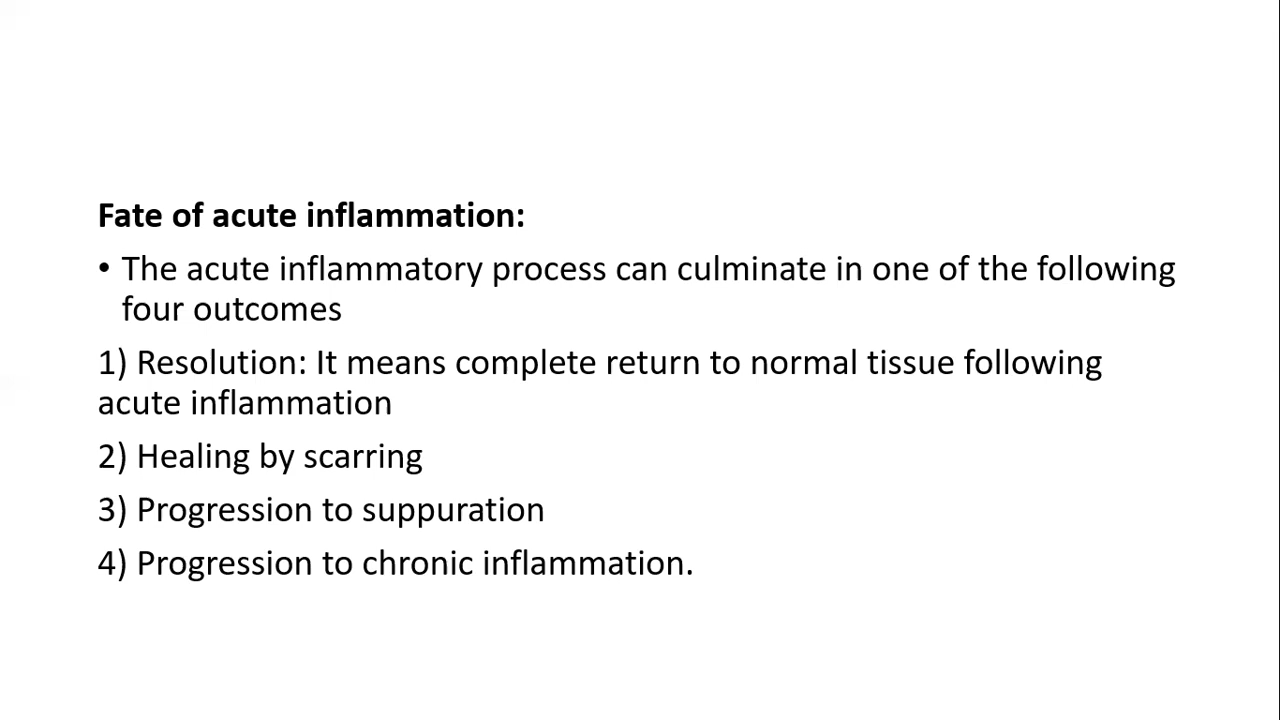 Fate of acute inflammation:
• The acute inflammatory process can culminate in one of the following
four outcomes
1) Resolution: It means complete return to normal tissue following
acute inflammation
2) Healing by scarring
3) Progression to suppuration
4) Progression to chronic inflammation.